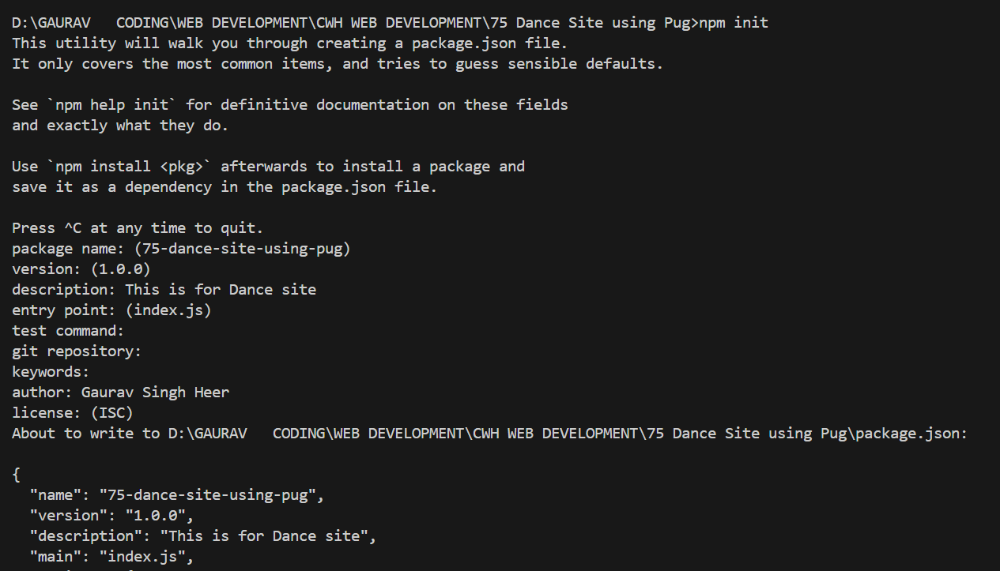 D:\GAURAV   CODING\WEB DEVELOPMENT\CWH WEB DEVELOPMENT\75 Dance Site using Pug>npm init
This utility will walk you through creating a package.json file.
It only covers the most common items, and tries to guess sensible defaults.
See `npm help init` for definitive documentation on these fields
and exactly what they do.
Use `npm install <pkg>` afterwards to install a package and
save it as a dependency in the package.json file.
Press ^C at any time to quit.
package name: (75-dance-site-using-pug)
version: (1.0.0)
description: This is for Dance site
entry point: (index.js)
test command:
git repository:
keywords:
author: Gaurav Singh Heer
license: (ISC)
About to write to D:\GAURAV   CODING\WEB DEVELOPMENT\CWH WEB DEVELOPMENT\75 Dance Site using Pug\package.json:
{
  "name": "75-dance-site-using-pug",
  "version": "1.0.0",
  "description": "This is for Dance site",
  "main": "index.js",